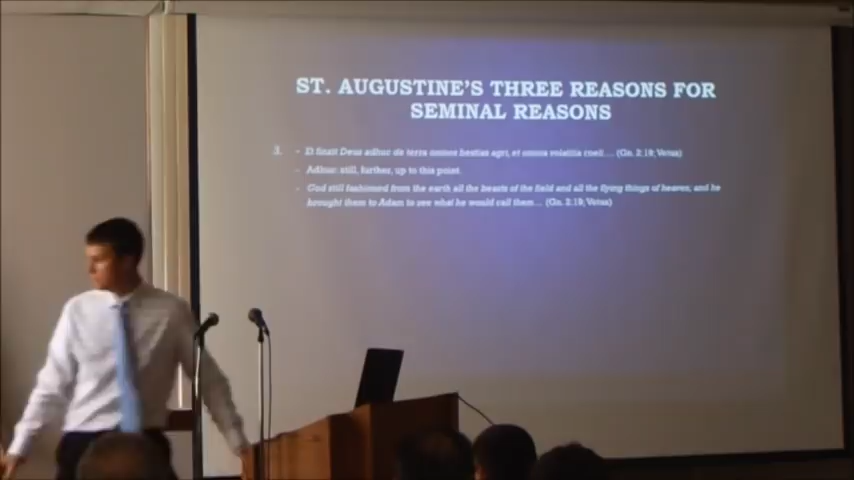 ST. AUGUSTINE'S THREE REASONS FOR
SEMINAL REASONS
3. - Et finxit Deus adhuc de terra omnes bestias agri, et omnia volatilia coeli.... (Gn. 2:19; Vetus)
- Adhuc: still, further, up to this point.
- God still fashioned from the earth all the beasts of the field and all the flying things of heaven; and he
brought them to Adam to see what he would call them... (Gn. 2:19; Vetus)